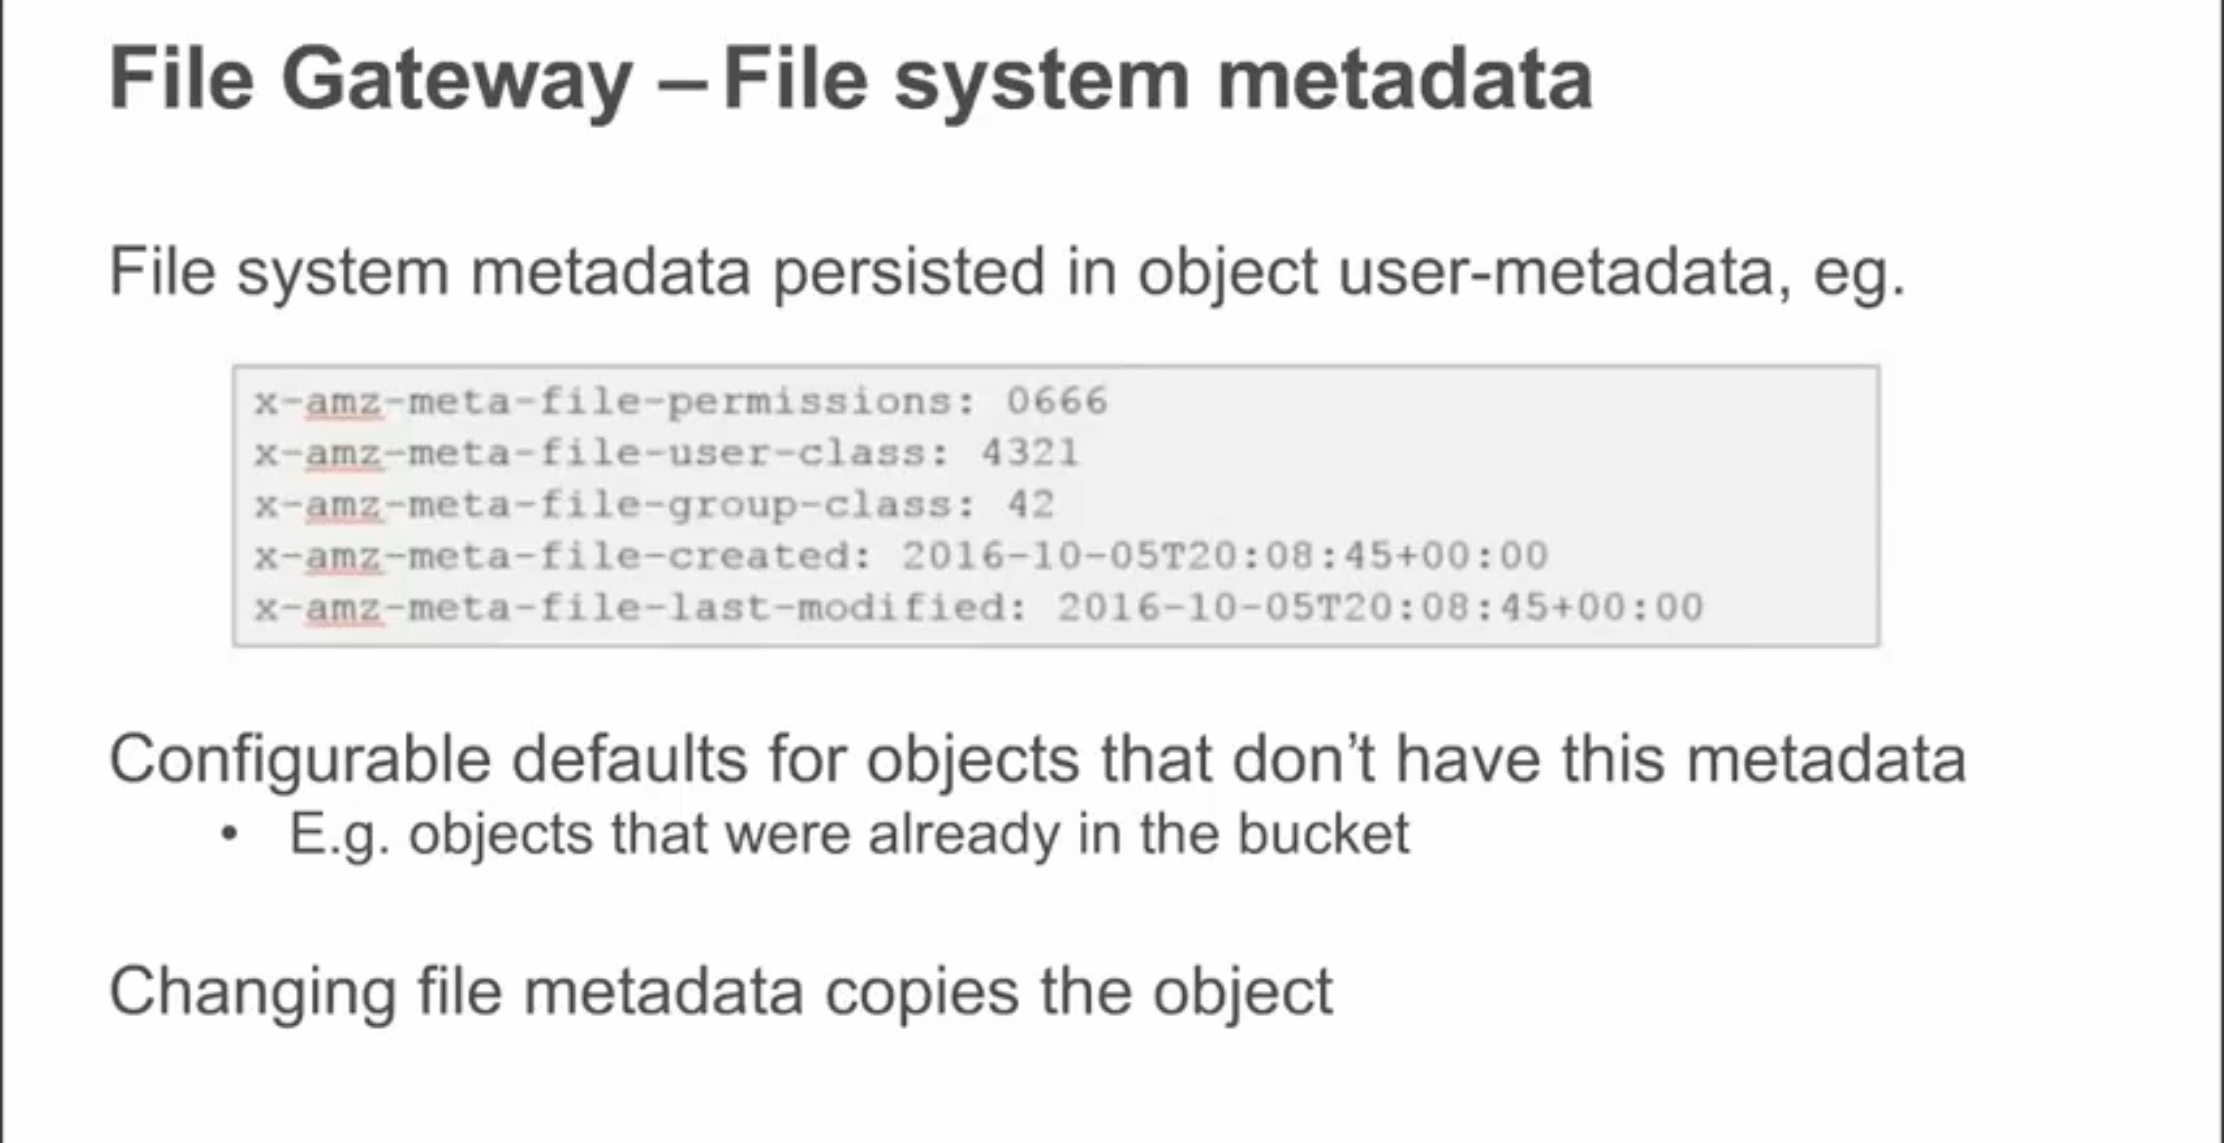 File Gateway – File system metadata
File system metadata persisted in object user-metadata, eg.
x-amz-meta-file-permissions: 0666
x-amz-meta-file-user-class: 4321
x-amz-meta-file-group-class: 42
x-amz-meta-file-created: 2016-10-05T20:08:45+00:00
x-amz-meta-file-last-modified: 2016-10-05T20:08:45+00:00
Configurable defaults for objects that don’t have this metadata
• E.g. objects that were already in the bucket
Changing file metadata copies the object